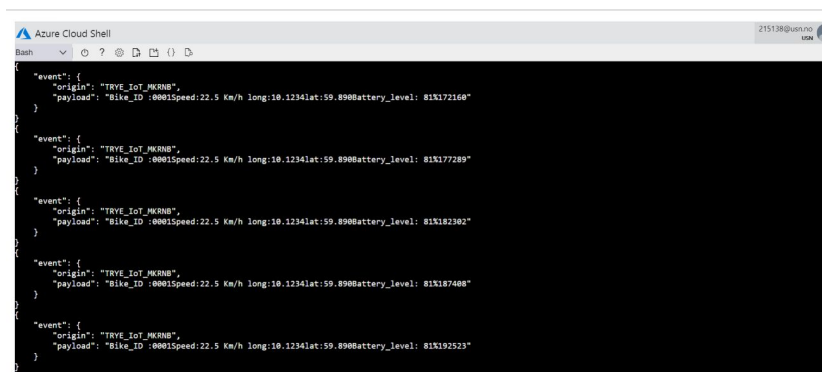 Azure Cloud Shell
215138@usn.no
USN
Bash
{
"event": {
"origin": "TRYE_IoT_MKRNB",
"payload": "Bike_ID :0001Speed:22.5 Km/h long:10.1234lat:59.890Battery_level: 81%172160"
}
}
{
"event": {
"origin": "TRYE_IoT_MKRNB",
"payload": "Bike_ID :0001Speed:22.5 Km/h long:10.1234lat:59.890Battery_level: 81%177289"
}
}
{
"event": {
"origin": "TRYE_IoT_MKRNB",
"payload": "Bike_ID :0001Speed:22.5 Km/h long:10.1234lat:59.890Battery_level: 81%182302"
}
}
{
"event": {
"origin": "TRYE_IoT_MKRNB",
"payload": "Bike_ID :0001Speed:22.5 Km/h long:10.1234lat:59.890Battery_level: 81%187408"
}
}
{
"event": {
"origin": "TRYE_IoT_MKRNB",
"payload": "Bike_ID :0001Speed:22.5 Km/h long:10.1234lat:59.890Battery_level: 81%192523"
}
}